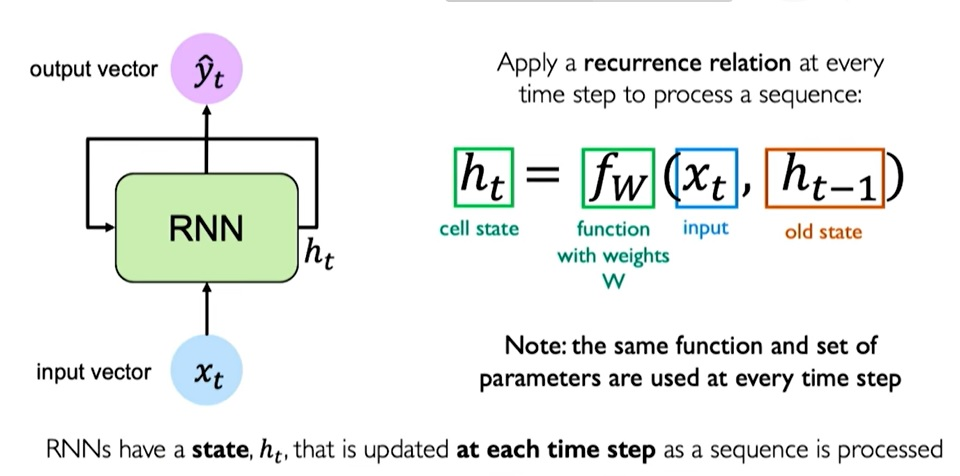 output vector
ŷₜ
RNN
hₜ
input vector
xₜ
Apply a recurrence relation at every
time step to process a sequence:
hₜ = f_W (xₜ, hₜ₋₁)
cell state
function
with weights
W
input
old state
Note: the same function and set of
parameters are used at every time step
RNNs have a state, hₜ, that is updated at each time step as a sequence is processed